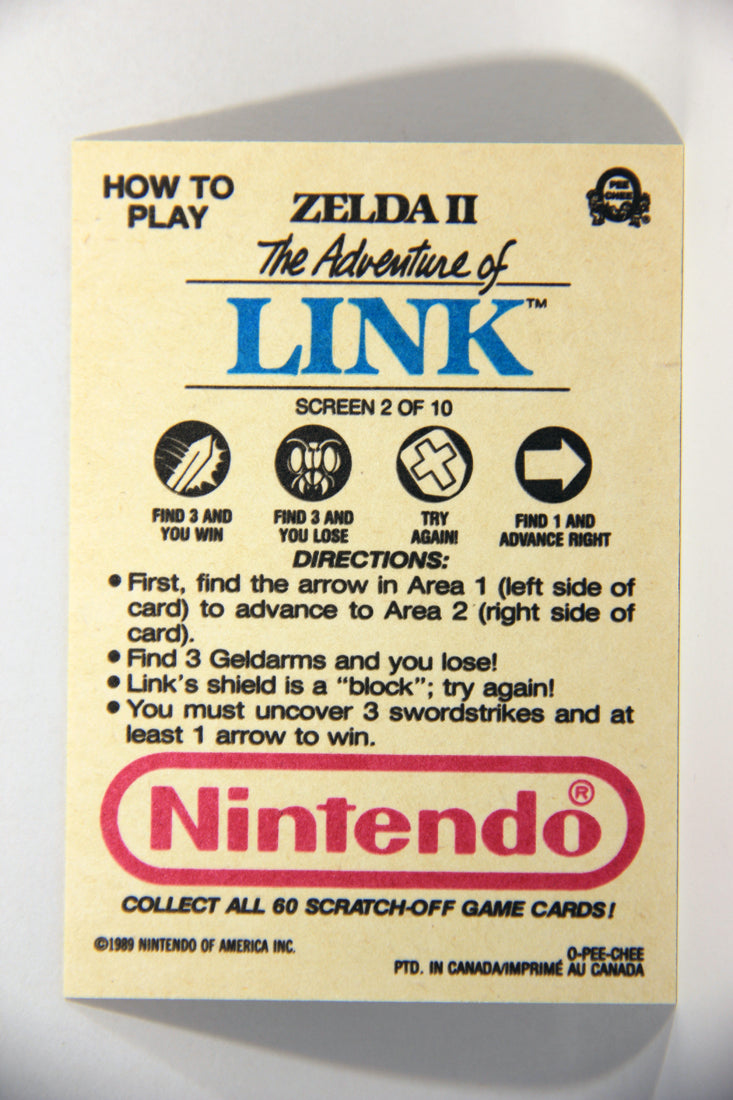 HOW TO
PLAY
PEE
CHEE
ZELDA II
The Adventure of
LINK™
SCREEN 2 OF 10
FIND 3 AND
YOU WIN
FIND 3 AND
YOU LOSE
TRY
AGAIN!
FIND 1 AND
ADVANCE RIGHT
DIRECTIONS:
• First, find the arrow in Area 1 (left side of
card) to advance to Area 2 (right side of
card).
• Find 3 Geldarms and you lose!
• Link's shield is a "block"; try again!
• You must uncover 3 swordstrikes and at
least 1 arrow to win.
Nintendo®
COLLECT ALL 60 SCRATCH-OFF GAME CARDS!
©1989 NINTENDO OF AMERICA INC.
O-PEE-CHEE
PTD. IN CANADA/IMPRIMÉ AU CANADA